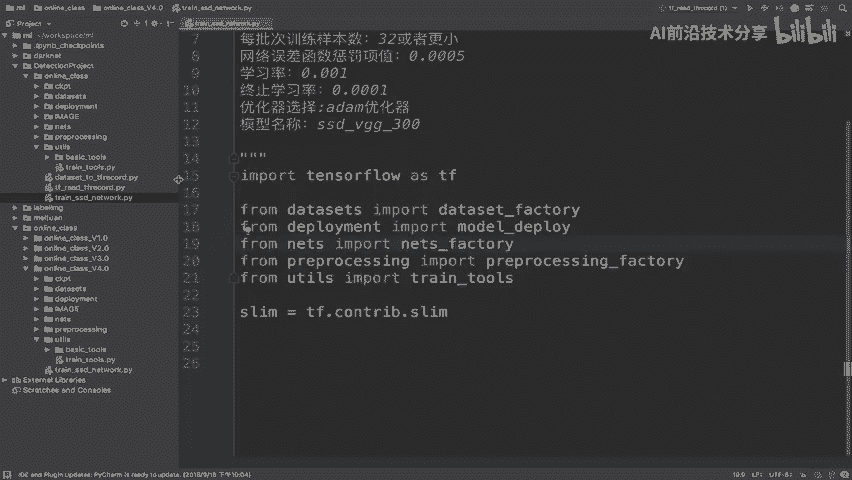 ml
online_class
online_class_V4.0
train_ssd_network.py
tf_read_tfrecord (1)
Project
train_ssd_network.py
AI前沿技术分享 bilibili
ml ~/workspace/ml
.ipynb_checkpoints
darknet
DetectionProject
online_class
ckpt
datasets
deployment
IMAGE
nets
preprocessing
utils
basic_tools
train_tools.py
dataset_to_tfrecord.py
tf_read_tfrecord.py
train_ssd_network.py
labelImg
meituan
online_class
online_class_V1.0
online_class_V2.0
online_class_V3.0
online_class_V4.0
ckpt
datasets
deployment
IMAGE
nets
preprocessing
utils
basic_tools
train_tools.py
train_ssd_network.py
External Libraries
Scratches and Consoles
7 每批次训练样本数：32或者更小
8 网络误差函数惩罚项值：0.0005
9 学习率：0.001
10 终止学习率：0.0001
11 优化器选择:adam优化器
12 模型名称：ssd_vgg_300
13
14 """
15 import tensorflow as tf
16
17 from datasets import dataset_factory
18 from deployment import model_deploy
19 from nets import nets_factory
20 from preprocessing import preprocessing_factory
21 from utils import train_tools
22
23 slim = tf.contrib.slim
24
25
26
IDE and Plugin Updates: PyCharm is ready to update.
UTF-8